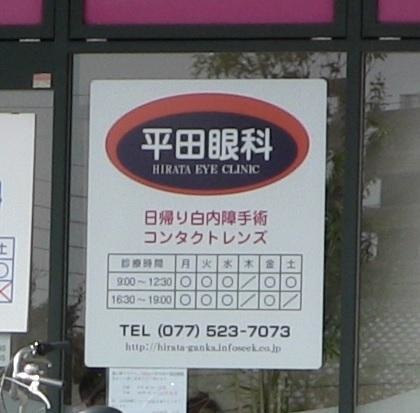 平田眼科
HIRATA EYE CLINIC
日帰り白内障手術
コンタクトレンズ
診療時間 月 火 水 木 金 土
9:00～12:30 ○ ○ ○ ／ ○ ○
16:30～19:00 ○ ○ ○ ／ ○ ／
TEL (077) 523-7073
http://hirata-ganka.infoseek.co.jp
土